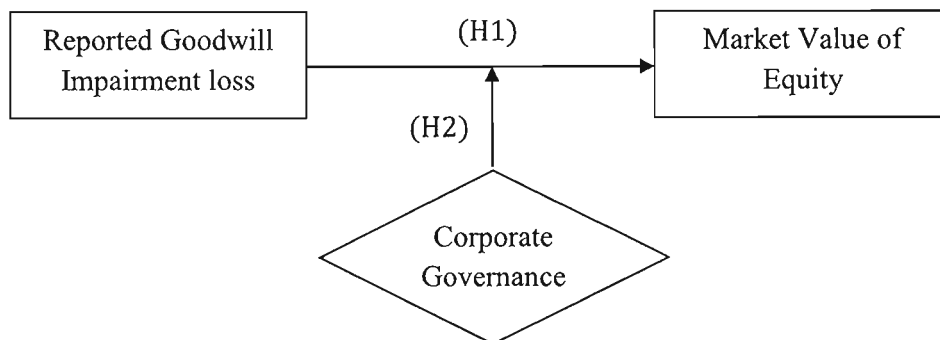 Reported Goodwill
Impairment loss
(H1)
Market Value of
Equity
(H2)
Corporate
Governance